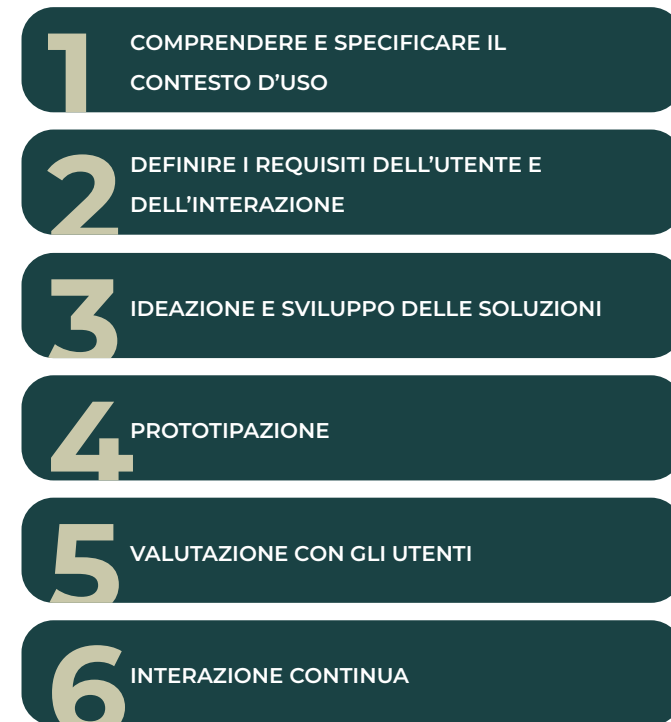 1
COMPRENDERE E SPECIFICARE IL
CONTESTO D'USO
2
DEFINIRE I REQUISITI DELL'UTENTE E
DELL'INTERAZIONE
3
IDEAZIONE E SVILUPPO DELLE SOLUZIONI
4
PROTOTIPAZIONE
5
VALUTAZIONE CON GLI UTENTI
6
INTERAZIONE CONTINUA